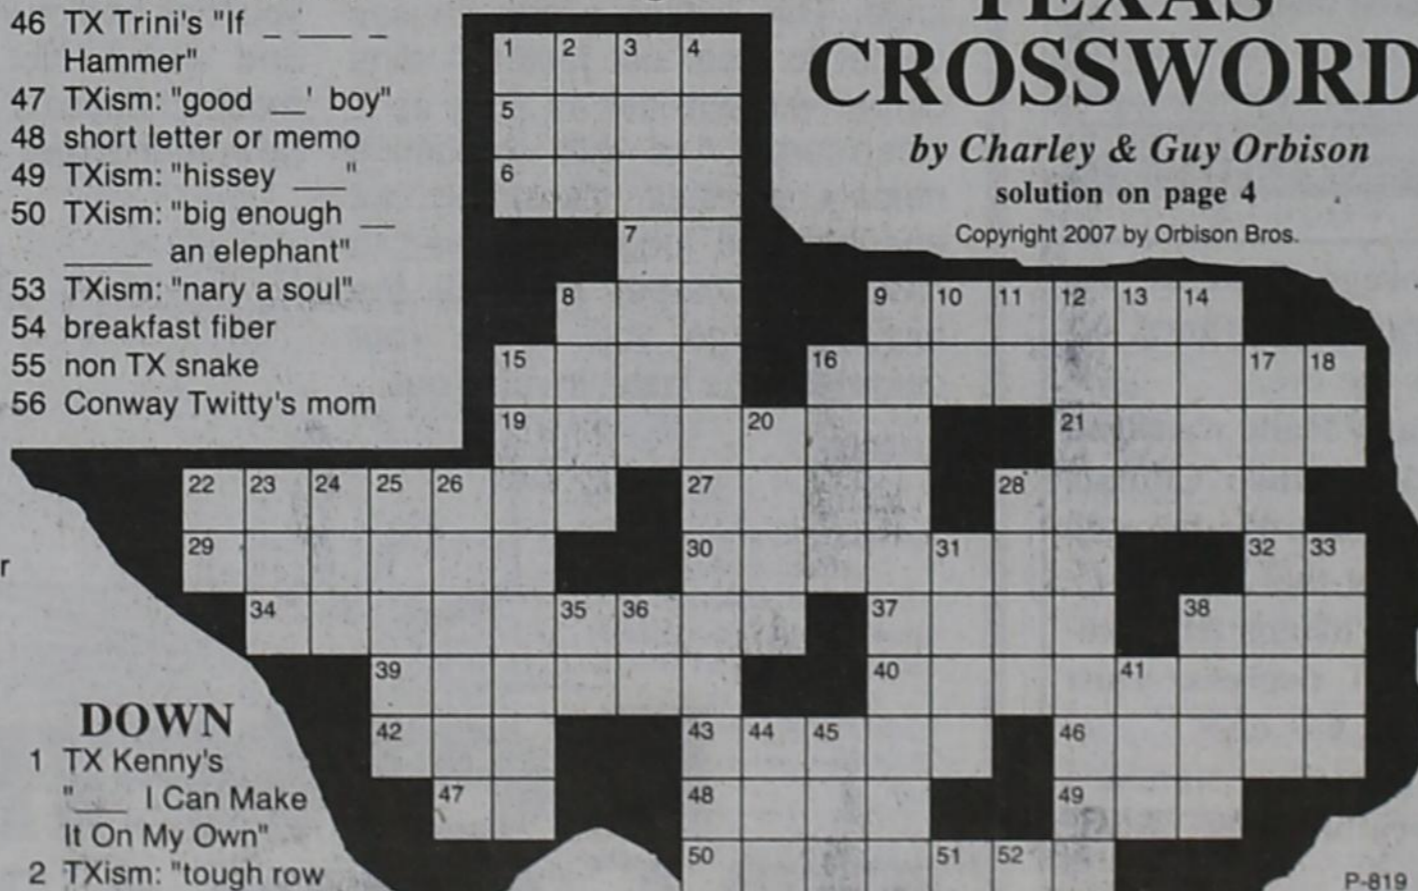 46 TX Trini's "If _ ___ _
Hammer"
47 TXism: "good __' boy"
48 short letter or memo
49 TXism: "hissey ___"
50 TXism: "big enough __
_____ an elephant"
53 TXism: "nary a soul"
54 breakfast fiber
55 non TX snake
56 Conway Twitty's mom
TEXAS
CROSSWORD
by Charley & Guy Orbison
solution on page 4
Copyright 2007 by Orbison Bros.
1 2 3 4
5
6
7
8 9 10 11 12 13 14
15 16 17 18
19 20 21
22 23 24 25 26 27 28
29 30 31 32 33
34 35 36 37 38
39 40 41
42 43 44 45 46
47 48 49
50 51 52
r
DOWN
1 TX Kenny's
"___ I Can Make
It On My Own"
2 TXism: "tough row
P-819